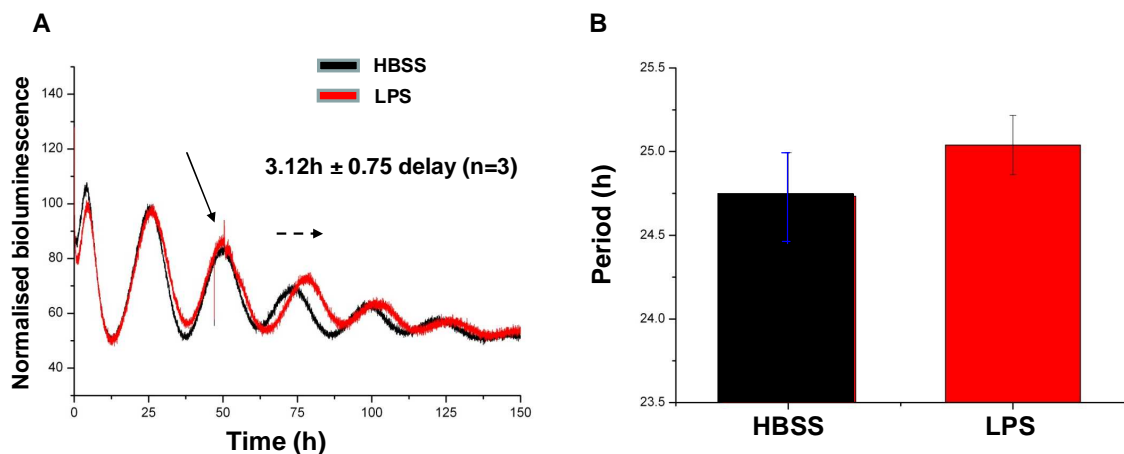 A
HBSS
LPS
3.12h ± 0.75 delay (n=3)
Normalised bioluminescence
140
120
100
80
60
40
0
25
50
75
100
125
150
Time (h)
B
Period (h)
25.5
25.0
24.5
24.0
23.5
HBSS
LPS